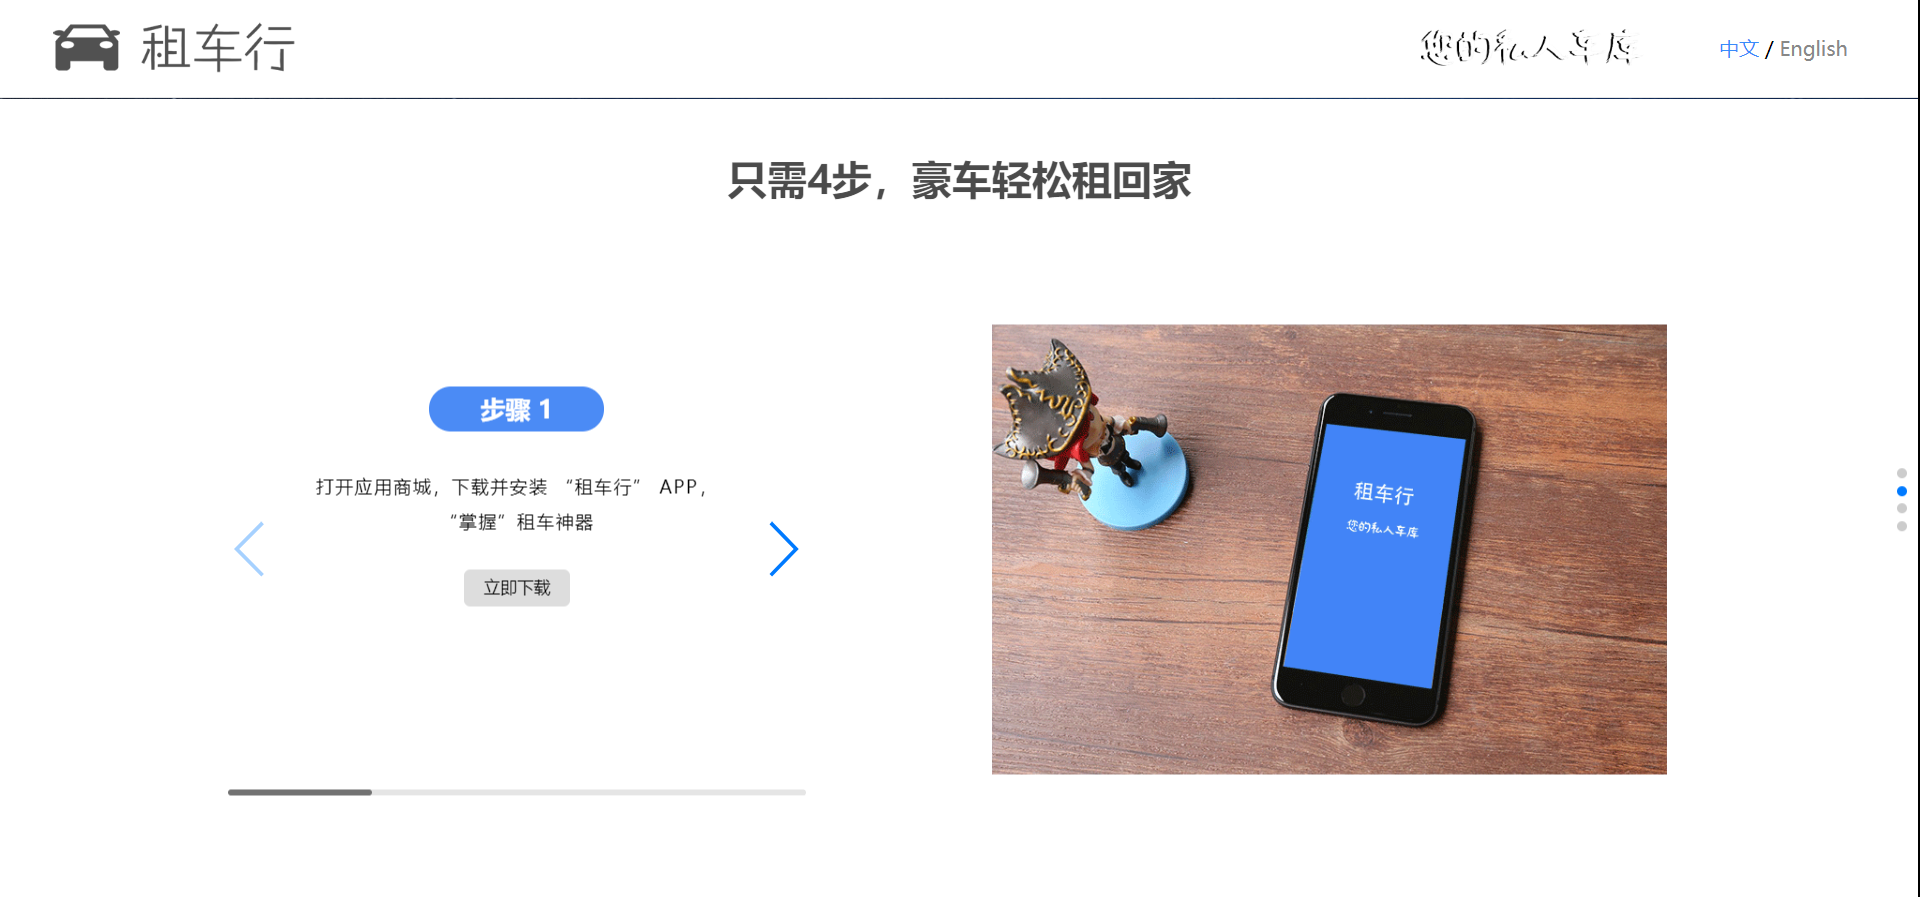 租车行
您的私人车库
中文 / English
只需4步，豪车轻松租回家
步骤 1
打开应用商城，下载并安装 “租车行” APP，
“掌握” 租车神器
立即下载
租车行
您的私人车库